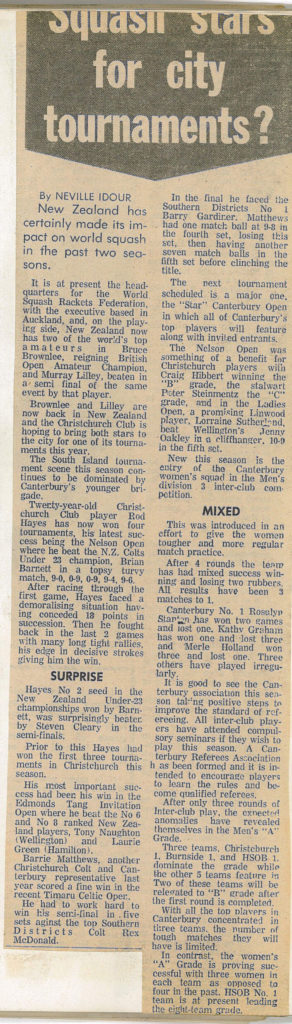 Squash stars
for city
tournaments?
By NEVILLE IDOUR
New Zealand has
certainly made its im-
pact on world squash
in the past two sea-
sons.
It is at present the head-
quarters for the World
Squash Rackets Federation,
with the executive based in
Auckland, and, on the play-
ing side, New Zealand now
has two of the world's top
amateurs in Bruce
Brownlee, reigning British
Open Amateur Champion,
and Murray Lilley, beaten in
a semi final of the same
event by that player.
Brownlee and Lilley are
now back in New Zealand
and the Christchurch Club is
hoping to bring both stars to
the city for one of its tourna-
ments this year.
The South Island tourna-
ment scene this season con-
tinues to be dominated by
Canterbury's younger bri-
gade.
Twenty-year-old Christ-
church Club player Rod
Hayes has now won four
tournaments, his latest suc-
cess being the Nelson Open
where he beat the N.Z. Colts
Under 23 champion, Brian
Barnett in a topsy turvy
match, 9-0, 0-9, 0-9, 9-4, 9-6.
After racing through the
first game, Hayes faced a
demoralising situation hav-
ing conceded 18 points in
succession. Then he fought
back in the last 2 games
with many long tight rallies,
his edge in decisive strokes
giving him the win.
SURPRISE
Hayes No 2 seed in the
New Zealand Under-23
championships won by Barn-
ett, was surprisingly beaten
by Steven Cleary in the
semi-finals.
Prior to this Hayes had
won the first three tourna-
ments in Christchurch this
season.
His most important suc-
cess had been his win in the
Edmonds Tang Invitation
Open where he beat the No 6
and No 8 ranked New Zea-
land players, Tony Naughton
(Wellington) and Laurie
Green (Hamilton).
Barrie Matthews, another
Christchurch Colt and Can-
terbury representative last
year scored a fine win in the
recent Timaru Celtic Open.
He had to work hard to
win his semi-final in five
sets aginst the top Southern
Districts Colt Rex
McDonald.
In the final he faced the
Southern Districts No 1
Barry Gardiner. Matthews
had one match ball at 9-8 in
the fourth set, losing this
set, then having another
seven match balls in the
fifth set before clinching the
title.
The next tournament
scheduled is a major one,
the "Star" Canterbury Open
in which all of Canterbury's
top players will feature
along with invited entrants.
The Nelson Open was
something of a benefit for
Christchurch players with
Craig Hibbert winning the
"B" grade, the stalwart
Poter Steinmentz the "C"
grade, and in the Ladies
Open, a promising Linwood
player, Lorraine Sutherland,
beat Wellington's Jenny
Oakley in a cliffhanger, 10-9
in the fifth set.
New this season is the
entry of the Canterbury
women's squad in the Men's
division 3 inter-club com-
petition.
MIXED
This was introduced in an
effort to give the women
tougher and more regular
match practice.
After 4 rounds the team
has had mixed success win-
ning and losing two rubbers.
All results have been 3
matches to 1.
Canterbury No. 1 Rosulyn
has won two games
and lost one. Kathy Graham
has won one and lost three
and Merle Holland won
three and lost one. Three
others have played irregu-
larly.
It is good to see the Can-
terbury association this sea-
son taking positive steps to
improve the standard of ref-
ereeing. All inter-club play-
ers have attended compul-
sory seminars if they wish to
play this season. A Can-
terbury Referees Association
h as been formed and it is in-
tended to encourage players
to learn the rules and be-
come qualified referees.
After only three rounds of
Inter-club play, the expected
anomilies have revealed
themselves in the Men's "A"
Grade.
Three teams, Christchurch
1, Burnside 1, and HSOB 1,
dominate the grade while
the other 5 teams feature in
Two of these teams will be
relevated to "B" grade after
the first round is completed.
With all the top players in
Canterbury concentrated in
three teams, the number of
tough matches they will
have is limited.
In contrast, the women's
"A" Grade is proving suc-
cessful with three women in
each team as opposed to
four in the past. HSOB No. 1
team is at present leading
the eight-team grade.